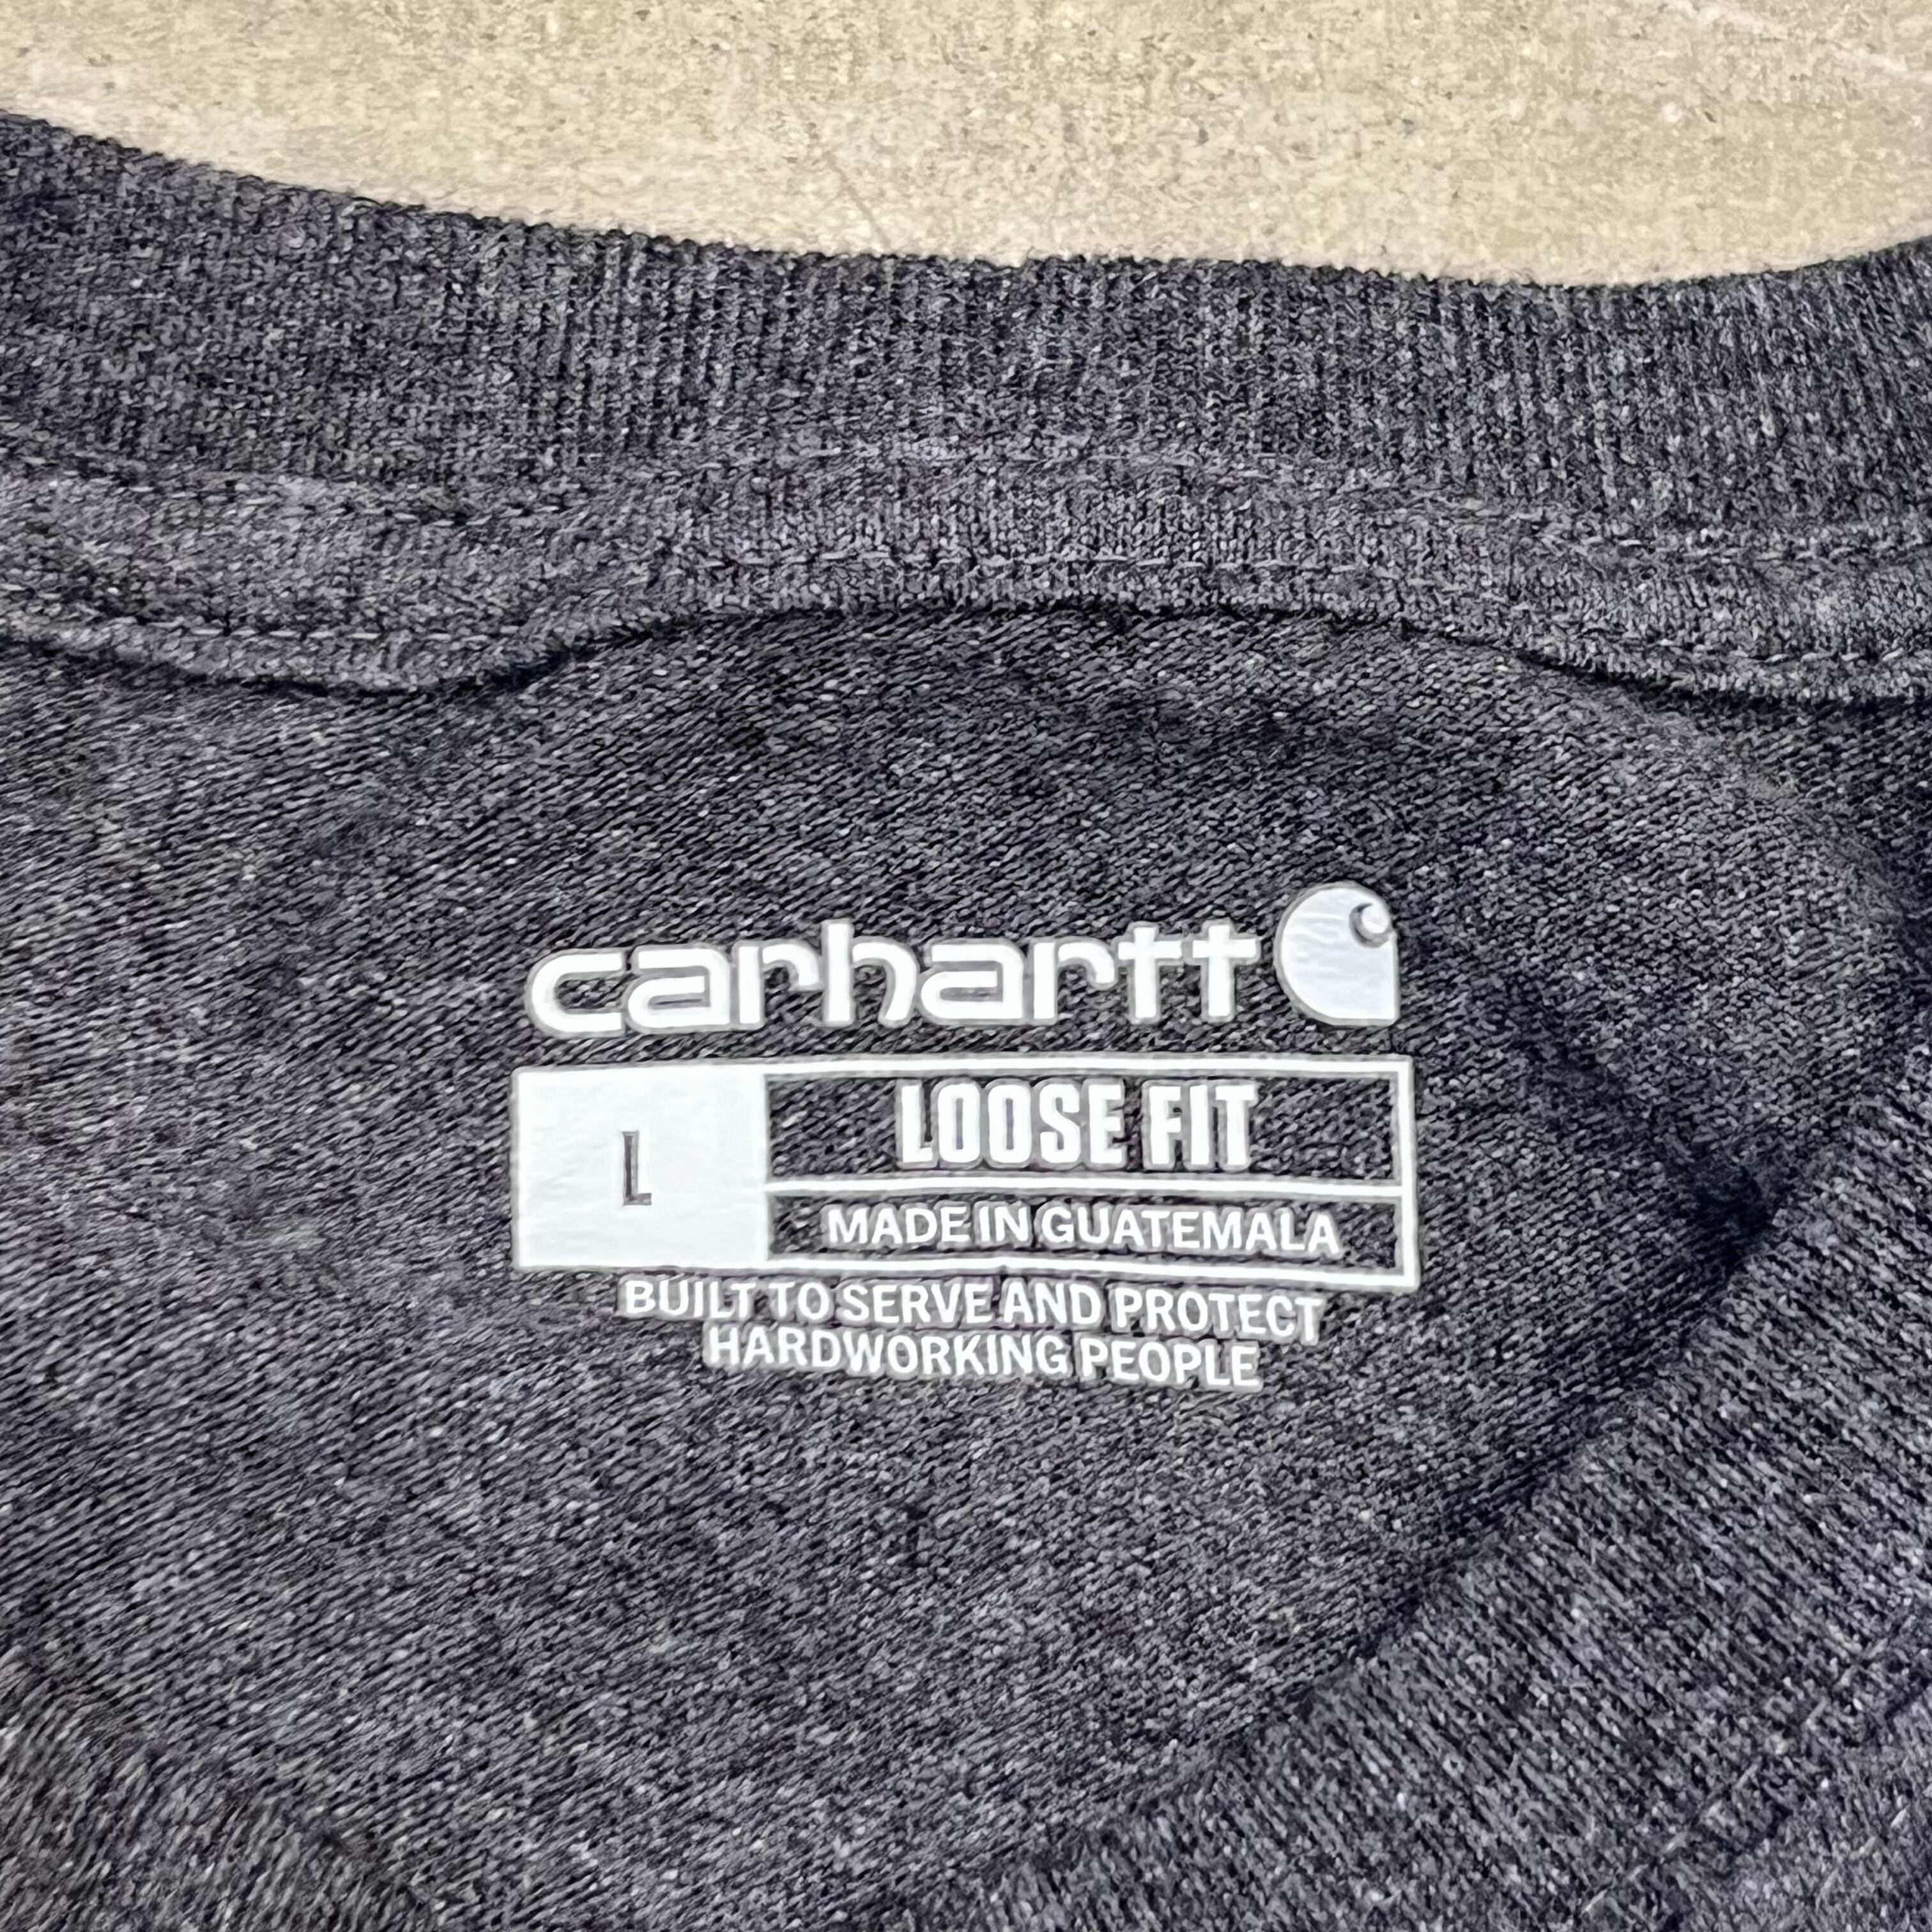 carhartt
L
LOOSE FIT
MADE IN GUATEMALA
BUILT TO SERVE AND PROTECT
HARDWORKING PEOPLE